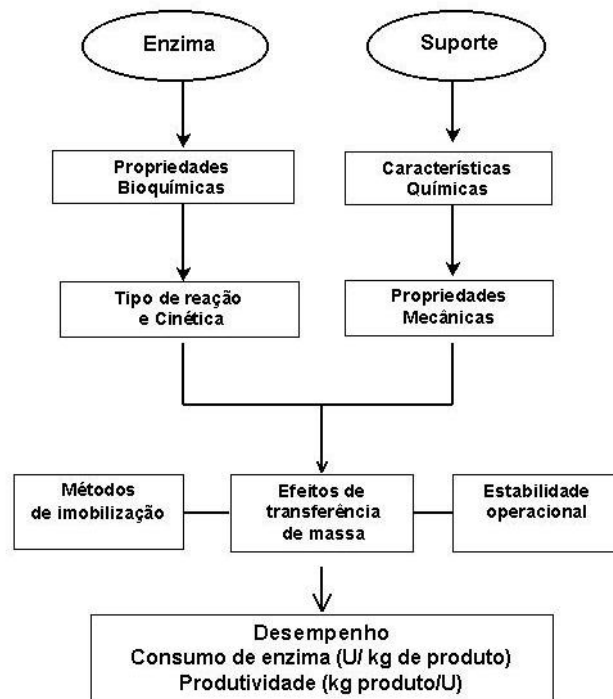 Enzima
Suporte
Propriedades
Bioquímicas
Características
Químicas
Tipo de reação
e Cinética
Propriedades
Mecânicas
Métodos
de imobilização
Efeitos de
transferência
de massa
Estabilidade
operacional
Desempenho
Consumo de enzima (U/ kg de produto)
Produtividade (kg produto/U)